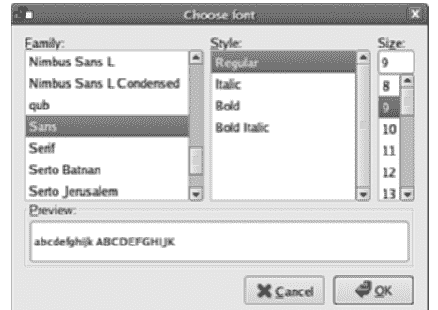 Choose font
Family:
Style:
Size:
Nimbus Sans L
Nimbus Sans L Condensed
qub
Sans
Serif
Serto Batnan
Serto Jerusalem
Regular
Italic
Bold
Bold Italic
9
8
9
10
11
12
13
Preview:
abcdefghijk ABCDEFGHIJK
Cancel
OK